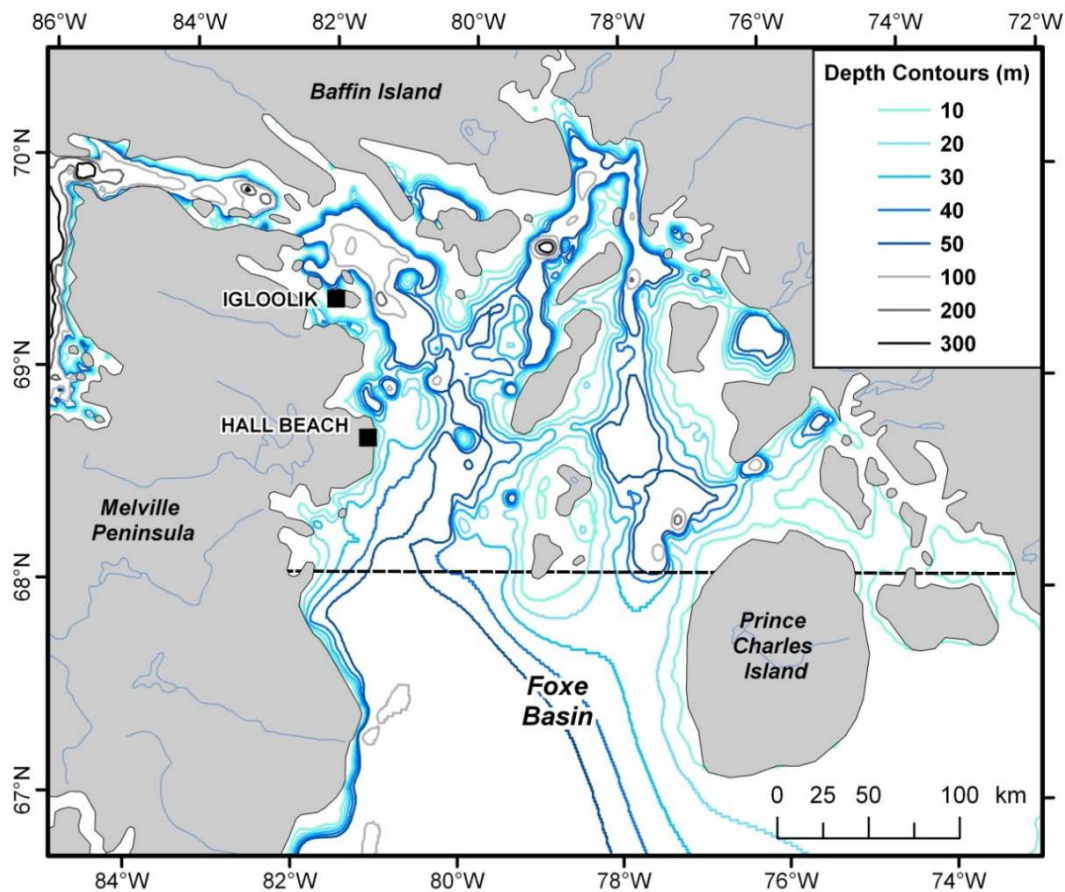 86°W 84°W 82°W 80°W 78°W 76°W 74°W 72°W
Baffin Island
Depth Contours (m)
10
20
30
40
50
100
200
300
70°N
69°N
68°N
67°N
IGLOOLIK
HALL BEACH
Melville
Peninsula
Prince
Charles
Island
Foxe
Basin
0 25 50 100 km
84°W 82°W 80°W 78°W 76°W 74°W